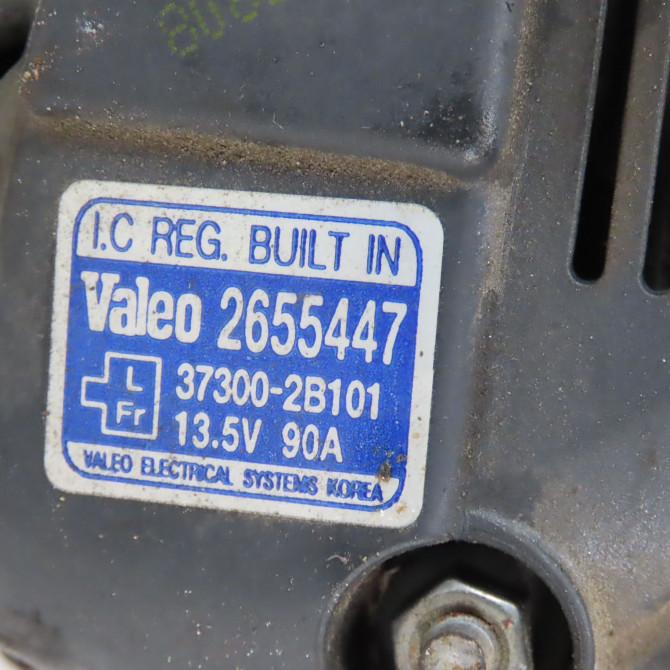 I.C REG. BUILT IN
Valeo 2655447
L
Fr
37300-2B101
13.5V 90A
VALEO ELECTRICAL SYSTEMS KOREA